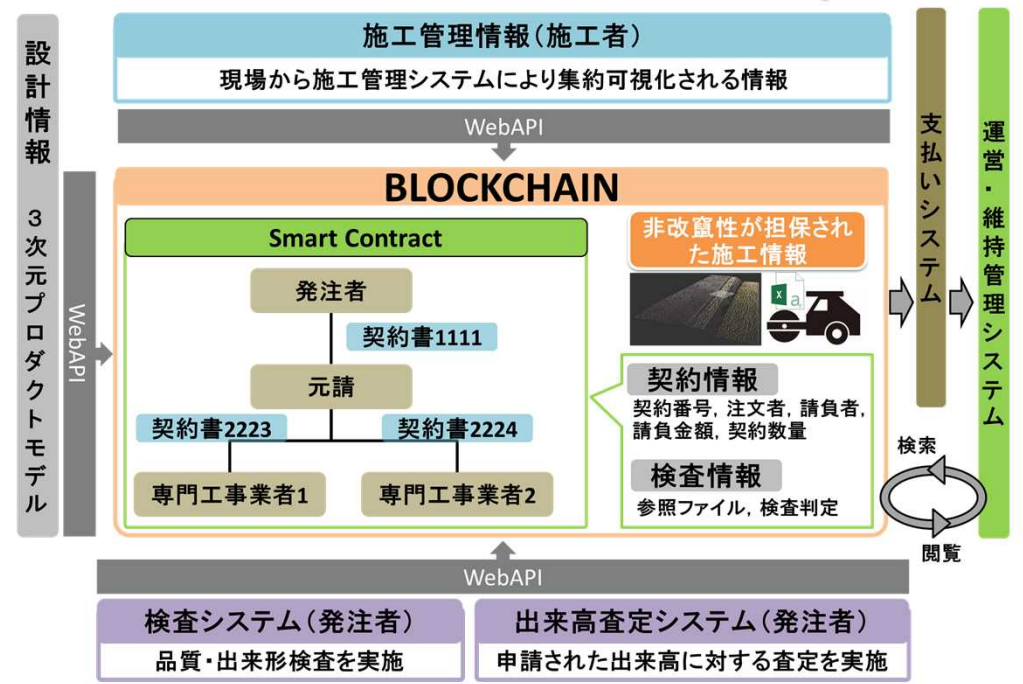 設計情報 3次元プロダクトモデル
施工管理情報(施工者)
現場から施工管理システムにより集約可視化される情報
WebAPI
WebAPI
BLOCKCHAIN
Smart Contract
発注者
契約書1111
元請
契約書2223
契約書2224
専門工事業者1
専門工事業者2
非改竄性が担保され
た施工情報
X
a
契約情報
契約番号, 注文者, 請負者,
請負金額, 契約数量
検査情報
参照ファイル, 検査判定
支払いシステム
運営・維持管理システム
検索
閲覧
WebAPI
検査システム(発注者)
品質・出来形検査を実施
出来高査定システム(発注者)
申請された出来高に対する査定を実施